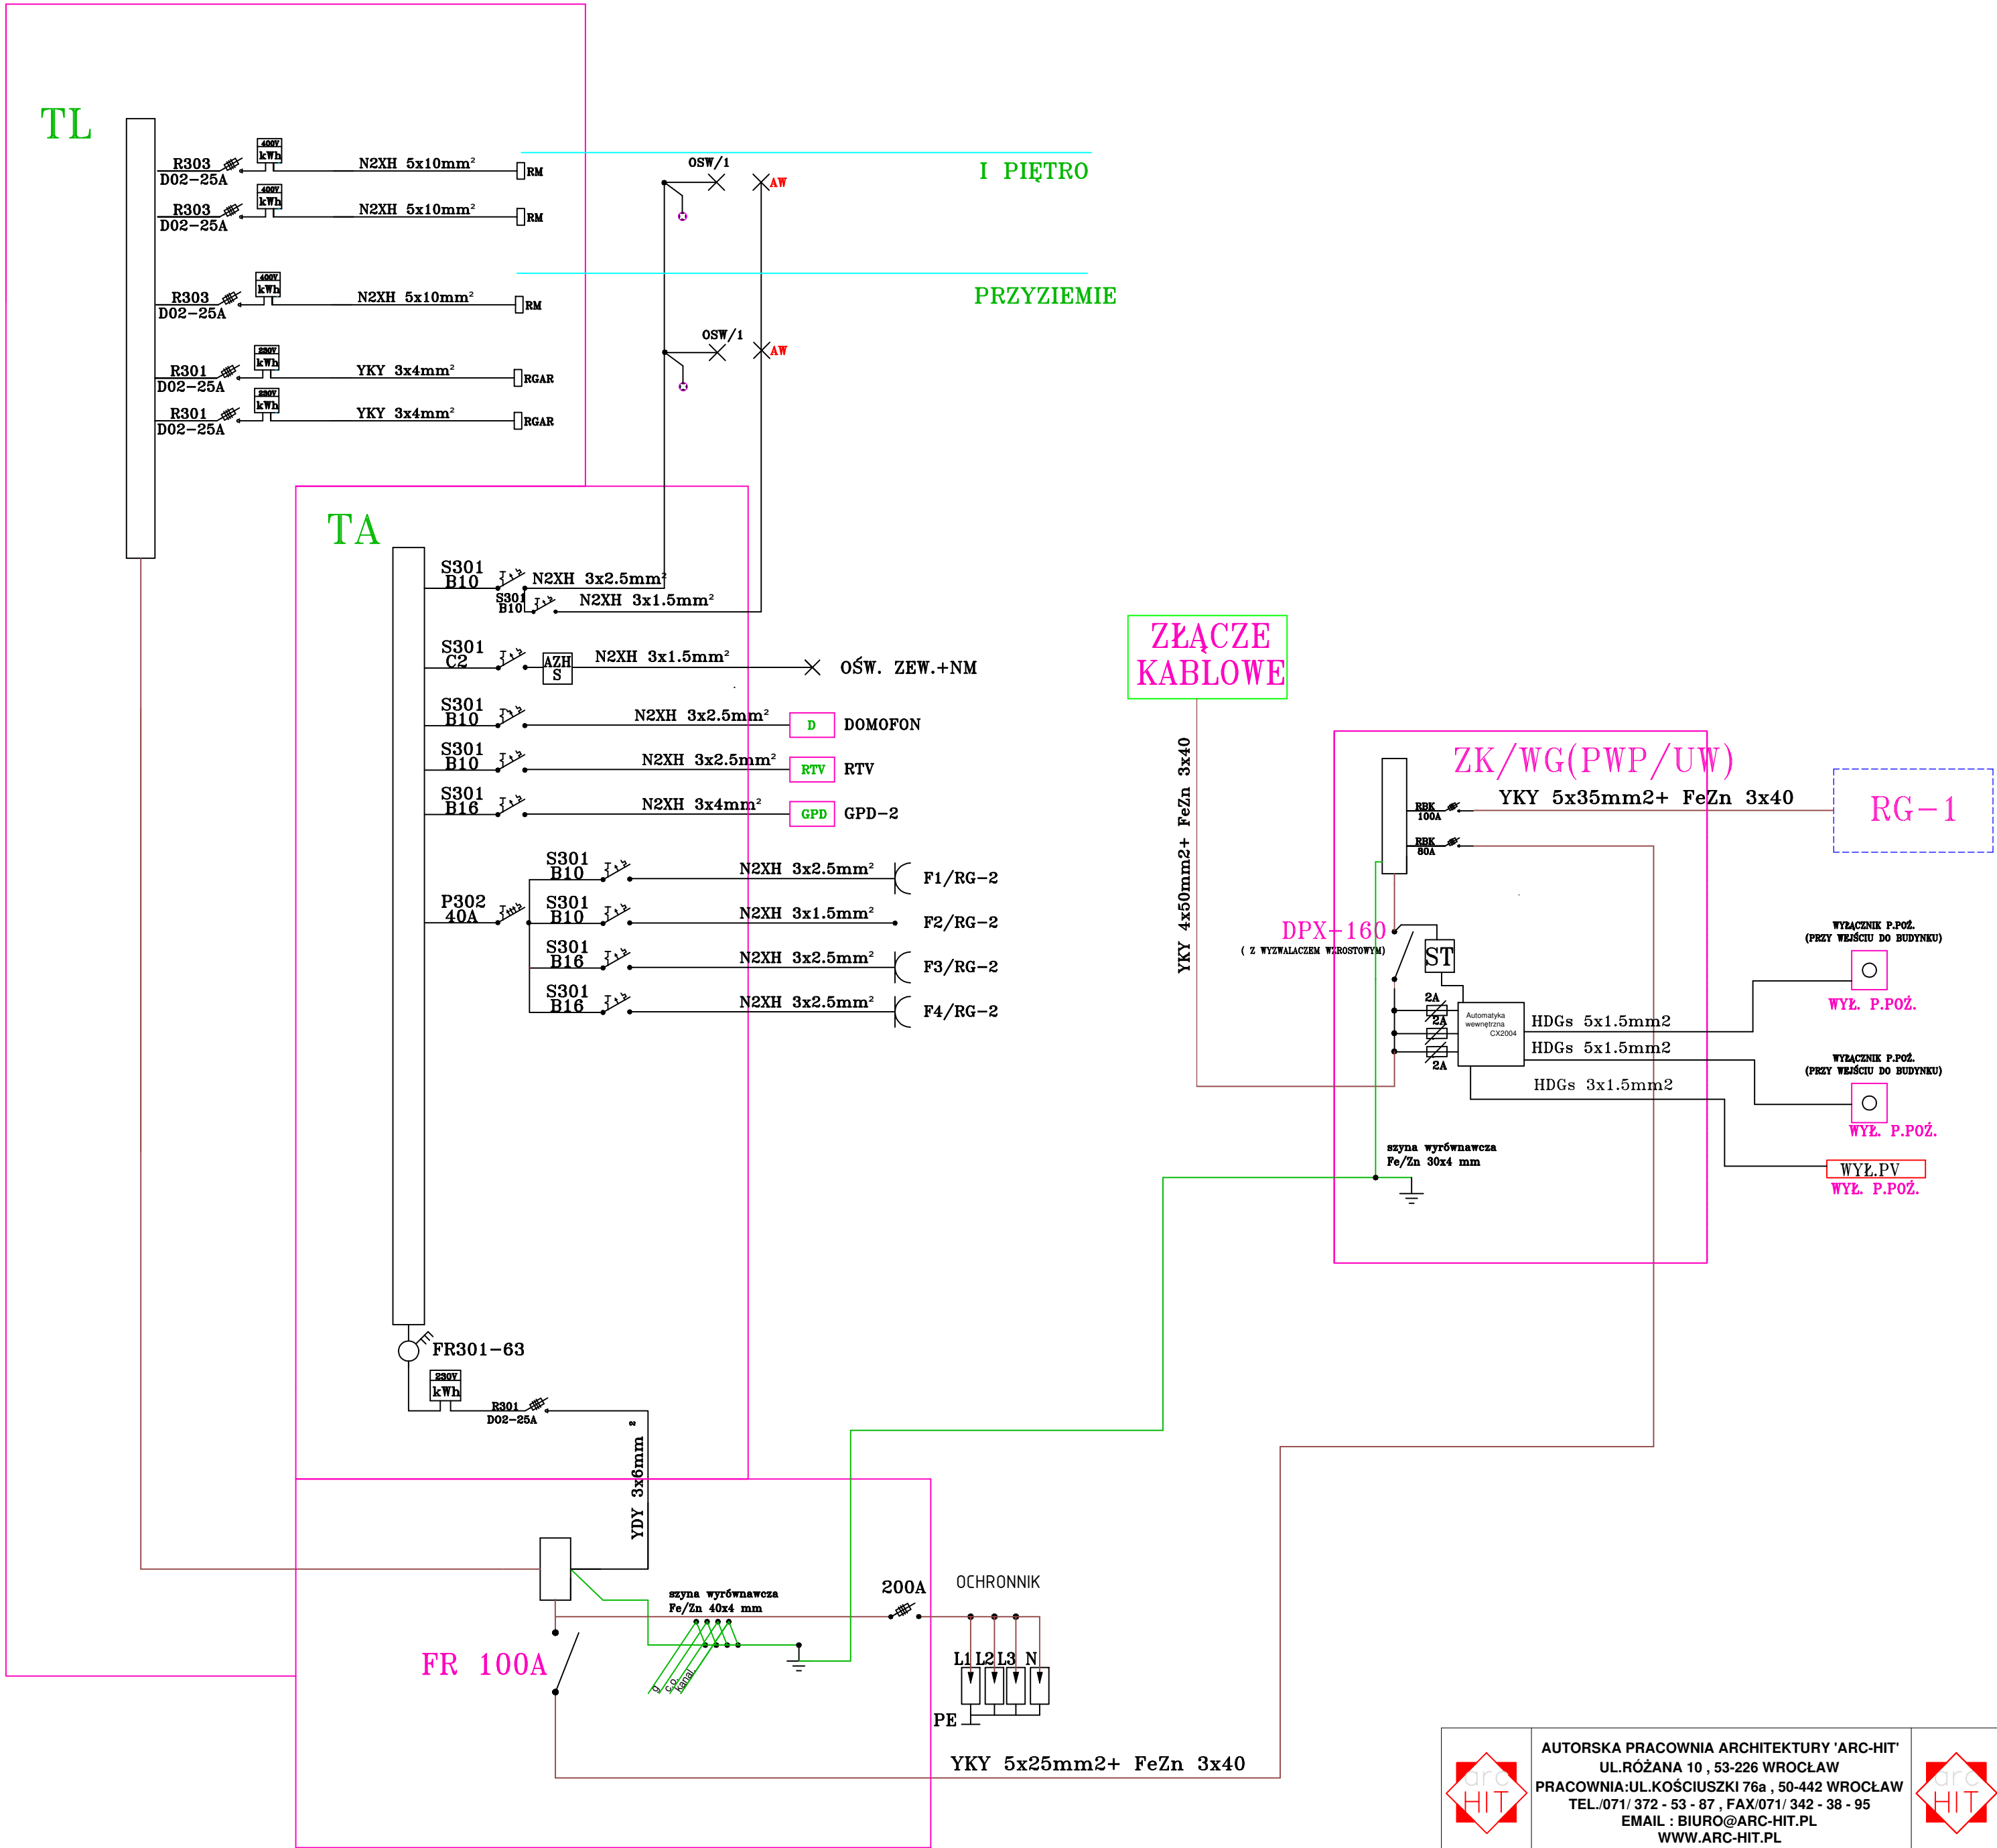 TL
R303
D02-25A
400V
kWh
N2XH 5x10mm²
RM
R303
D02-25A
400V
kWh
N2XH 5x10mm²
RM
R303
D02-25A
400V
kWh
N2XH 5x10mm²
RM
R301
D02-25A
230V
kWh
YKY 3x4mm²
RGAR
R301
D02-25A
230V
kWh
YKY 3x4mm²
RGAR
OSW/1
AW
I PIĘTRO
PRZYZIEMIE
OSW/1
AW
TA
S301
B10
N2XH 3x2.5mm²
S301
B10
N2XH 3x1.5mm²
S301
C2
AZH
S
N2XH 3x1.5mm²
OŚW. ZEW.+NM
S301
B10
N2XH 3x2.5mm²
D
DOMOFON
S301
B10
N2XH 3x2.5mm²
RTV
RTV
S301
B16
N2XH 3x4mm²
GPD
GPD-2
P302
40A
S301
B10
N2XH 3x2.5mm²
F1/RG-2
S301
B10
N2XH 3x1.5mm²
F2/RG-2
S301
B16
N2XH 3x2.5mm²
F3/RG-2
S301
B16
N2XH 3x2.5mm²
F4/RG-2
FR301-63
230V
kWh
R301
D02-25A
YDY 3x6mm²
ZŁĄCZE
KABLOWE
YKY 4x50mm2+ FeZn 3x40
ZK/WG(PWP/UW)
RBK
100A
YKY 5x35mm2+ FeZn 3x40
RG-1
RBK
80A
DPX-160
( Z WYZWALACZEM WZROSTOWYM)
ST
2A
2A
2A
Automatyka
wewnętrzna
CX2004
HDGs 5x1.5mm2
HDGs 5x1.5mm2
HDGs 3x1.5mm2
WYŁĄCZNIK P.POŻ.
(PRZY WEJŚCIU DO BUDYNKU)
WYŁ. P.POŻ.
WYŁĄCZNIK P.POŻ.
(PRZY WEJŚCIU DO BUDYNKU)
WYŁ. P.POŻ.
WYŁ.PV
WYŁ. P.POŻ.
szyna wyrównawcza
Fe/Zn 30x4 mm
szyna wyrównawcza
Fe/Zn 40x4 mm
g
c.o.
kanal.
200A
OCHRONNIK
L1 L2 L3 N
PE
FR 100A
YKY 5x25mm2+ FeZn 3x40
arc
HIT
AUTORSKA PRACOWNIA ARCHITEKTURY 'ARC-HIT'
UL.RÓŻANA 10 , 53-226 WROCŁAW
PRACOWNIA:UL.KOŚCIUSZKI 76a , 50-442 WROCŁAW
TEL./071/ 372 - 53 - 87 , FAX/071/ 342 - 38 - 95
EMAIL : BIURO@ARC-HIT.PL
WWW.ARC-HIT.PL
arc
HIT